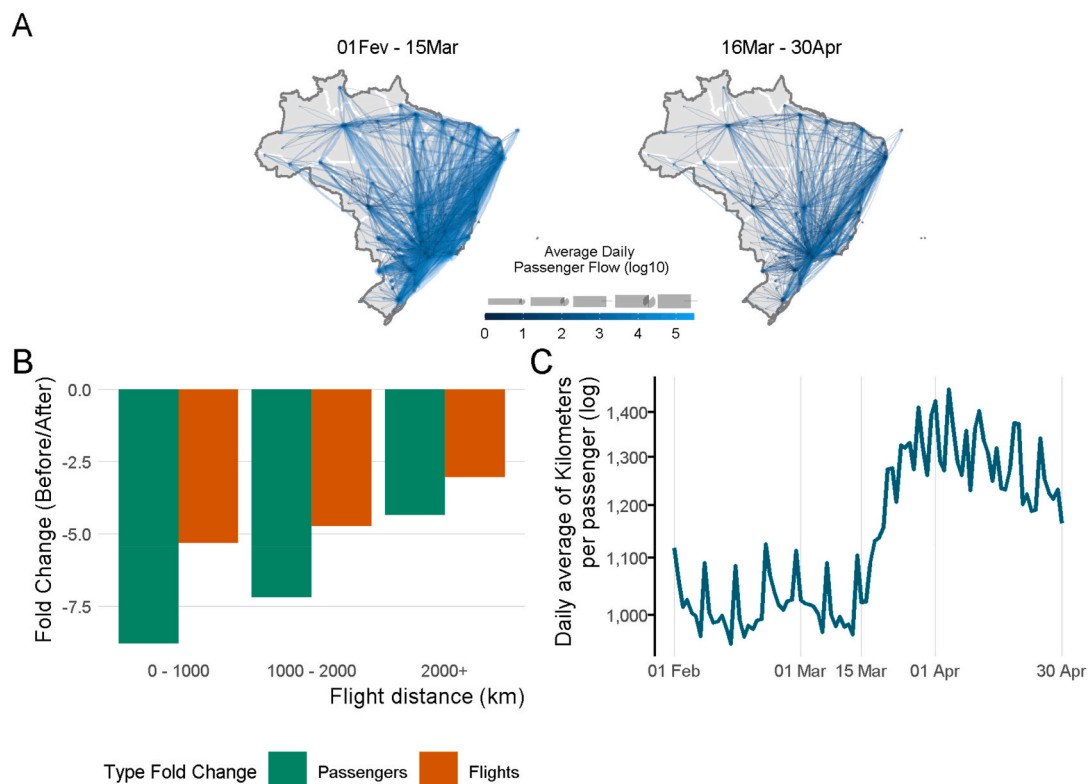 A
01Fev - 15Mar
16Mar - 30Apr
Average Daily
Passenger Flow (log10)
0 1 2 3 4 5
B
Fold Change (Before/After)
0.0
-2.5
-5.0
-7.5
0 - 1000
1000 - 2000
2000+
Flight distance (km)
Type Fold Change
Passengers
Flights
C
Daily average of Kilometers
per passenger (log)
1,400
1,300
1,200
1,100
1,000
01 Feb
01 Mar
15 Mar
01 Apr
30 Apr